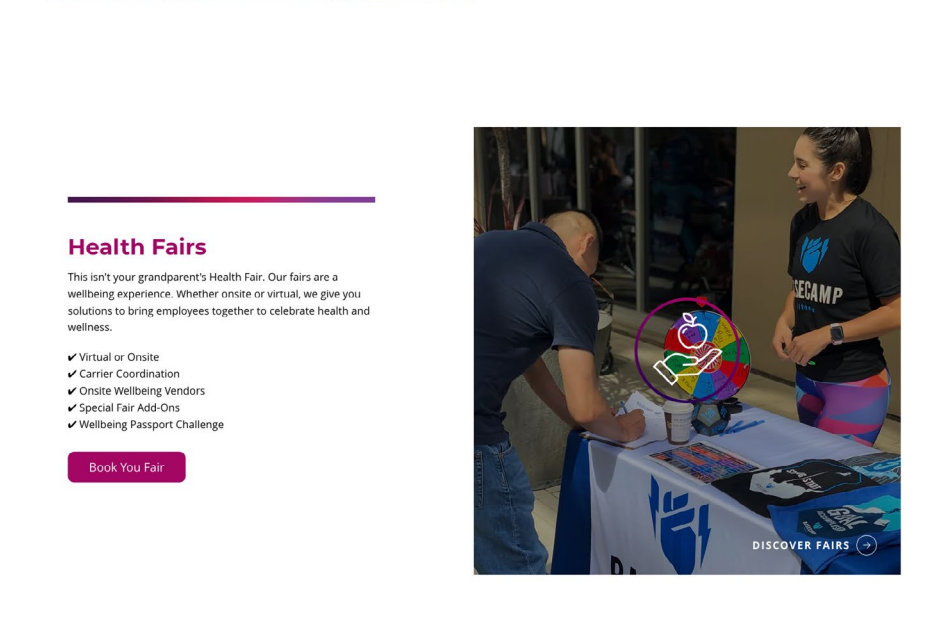 Health Fairs
This isn't your grandparent's Health Fair. Our fairs are a
wellbeing experience. Whether onsite or virtual, we give you
solutions to bring employees together to celebrate health and
wellness.
✔ Virtual or Onsite
✔ Carrier Coordination
✔ Onsite Wellbeing Vendors
✔ Special Fair Add-Ons
✔ Wellbeing Passport Challenge
Book You Fair
SECAMP
DISCOVER FAIRS